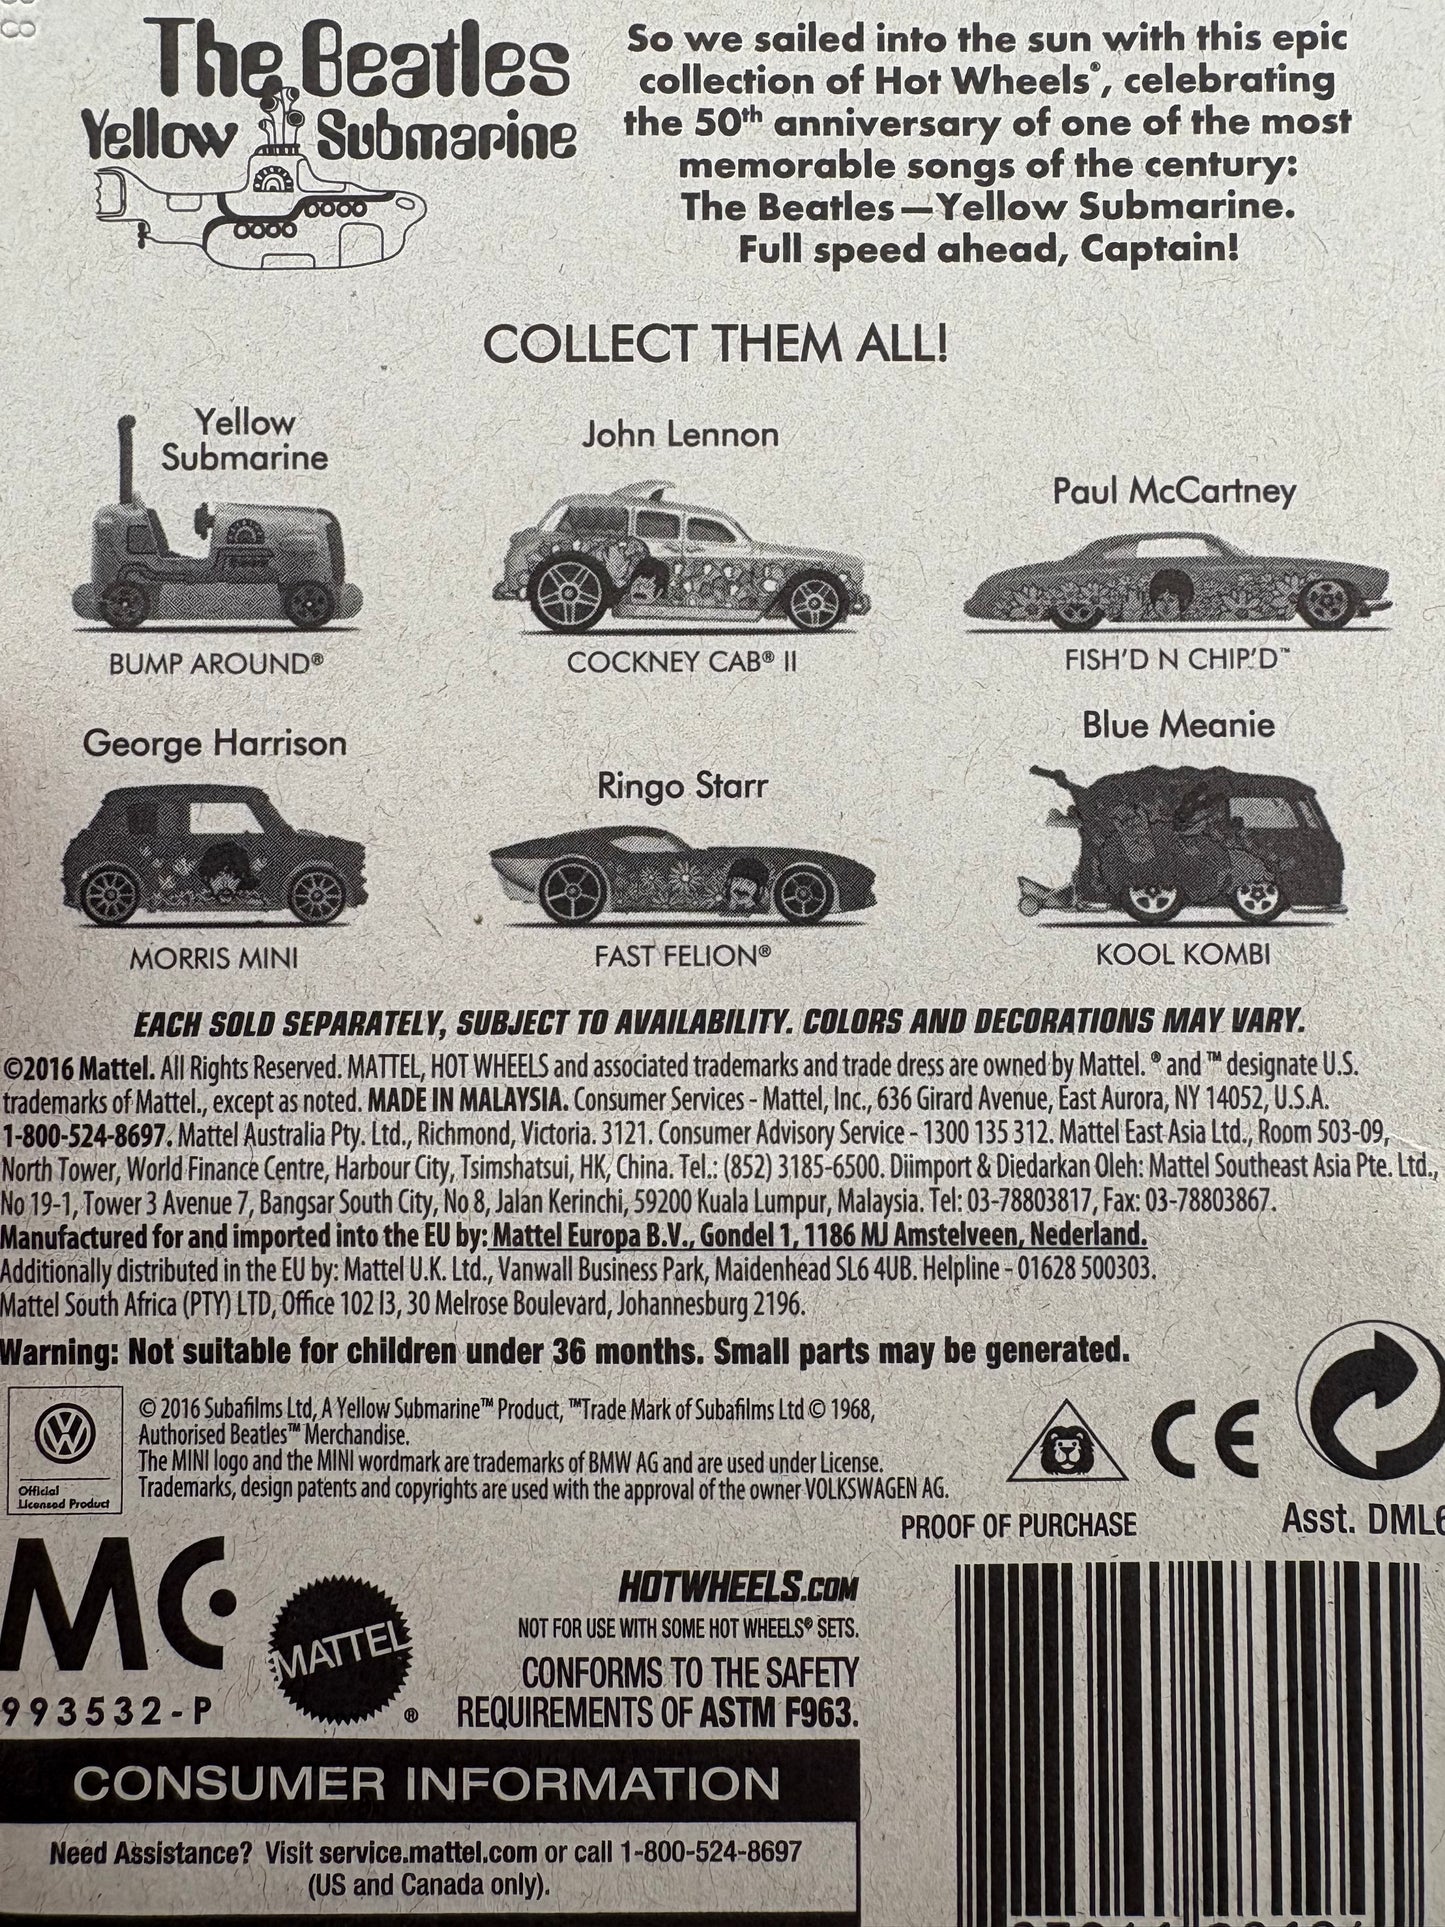 The Beatles
Yellow Submarine
So we sailed into the sun with this epic
collection of Hot Wheels®, celebrating
the 50th anniversary of one of the most
memorable songs of the century:
The Beatles—Yellow Submarine.
Full speed ahead, Captain!
COLLECT THEM ALL!
Yellow
Submarine
John Lennon
Paul McCartney
BUMP AROUND®
COCKNEY CAB® II
FISH'D N CHIP'D™
George Harrison
Ringo Starr
Blue Meanie
MORRIS MINI
FAST FELION®
KOOL KOMBI
EACH SOLD SEPARATELY, SUBJECT TO AVAILABILITY. COLORS AND DECORATIONS MAY VARY.
©2016 Mattel. All Rights Reserved. MATTEL, HOT WHEELS and associated trademarks and trade dress are owned by Mattel. ® and ™ designate U.S.
trademarks of Mattel., except as noted. MADE IN MALAYSIA. Consumer Services - Mattel, Inc., 636 Girard Avenue, East Aurora, NY 14052, U.S.A.
1-800-524-8697. Mattel Australia Pty. Ltd., Richmond, Victoria. 3121. Consumer Advisory Service - 1300 135 312. Mattel East Asia Ltd., Room 503-09,
North Tower, World Finance Centre, Harbour City, Tsimshatsui, HK, China. Tel.: (852) 3185-6500. Diimport & Diedarkan Oleh: Mattel Southeast Asia Pte. Ltd.,
No 19-1, Tower 3 Avenue 7, Bangsar South City, No 8, Jalan Kerinchi, 59200 Kuala Lumpur, Malaysia. Tel: 03-78803817, Fax: 03-78803867.
Manufactured for and imported into the EU by: Mattel Europa B.V., Gondel 1, 1186 MJ Amstelveen, Nederland.
Additionally distributed in the EU by: Mattel U.K. Ltd., Vanwall Business Park, Maidenhead SL6 4UB. Helpline - 01628 500303.
Mattel South Africa (PTY) LTD, Office 102 I3, 30 Melrose Boulevard, Johannesburg 2196.
Warning: Not suitable for children under 36 months. Small parts may be generated.
Official
Licensed Product
© 2016 Subafilms Ltd, A Yellow Submarine™ Product, ™Trade Mark of Subafilms Ltd © 1968,
Authorised Beatles™ Merchandise.
The MINI logo and the MINI wordmark are trademarks of BMW AG and are used under License.
Trademarks, design patents and copyrights are used with the approval of the owner VOLKSWAGEN AG.
CE
PROOF OF PURCHASE
Asst. DML6
MC
993532-P
MATTEL®
HOTWHEELS.COM
NOT FOR USE WITH SOME HOT WHEELS® SETS.
CONFORMS TO THE SAFETY
REQUIREMENTS OF ASTM F963.
CONSUMER INFORMATION
Need Assistance? Visit service.mattel.com or call 1-800-524-8697
(US and Canada only).